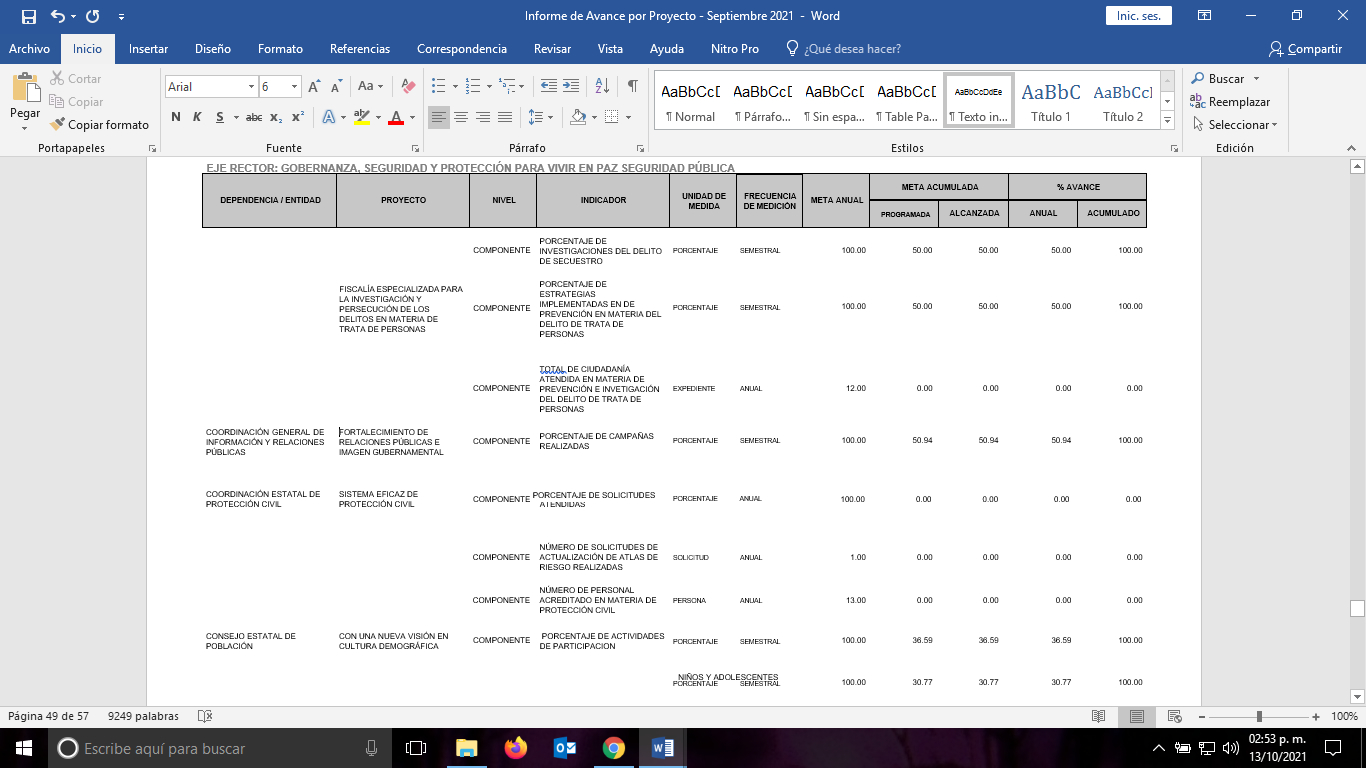 Informe de Avance por Proyecto - Septiembre 2021 - Word
Inic. ses.
Archivo Inicio Insertar Diseño Formato Referencias Correspondencia Revisar Vista Ayuda Nitro Pro ¿Qué desea hacer? Compartir
Pegar
Cortar
Copiar
Copiar formato
Portapapeles
Arial 6
Aa
N K S abc x₂ x²
Fuente
Párrafo
AaBbCcD AaBbCcD AaBbCcD AaBbCcD AaBbCcDdEe AaBbC AaBbCcD
¶ Normal ¶ Párrafo... ¶ Sin espa... ¶ Table Pa... ¶ Texto in... Título 1 Título 2
Estilos
Buscar
Reemplazar
Seleccionar
Edición
EJE RECTOR: GOBERNANZA, SEGURIDAD Y PROTECCIÓN PARA VIVIR EN PAZ SEGURIDAD PÚBLICA
DEPENDENCIA / ENTIDAD PROYECTO NIVEL INDICADOR UNIDAD DE MEDIDA FRECUENCIA DE MEDICIÓN META ANUAL META ACUMULADA % AVANCE
PROGRAMADA ALCANZADA ANUAL ACUMULADO
COMPONENTE
PORCENTAJE DE
INVESTIGACIONES DEL DELITO
DE SECUESTRO
PORCENTAJE SEMESTRAL 100.00 50.00 50.00 50.00 100.00
FISCALÍA ESPECIALIZADA PARA
LA INVESTIGACIÓN Y
PERSECUCIÓN DE LOS
DELITOS EN MATERIA DE
TRATA DE PERSONAS
COMPONENTE
PORCENTAJE DE
ESTRATEGIAS
IMPLEMENTADAS EN DE
PREVENCIÓN EN MATERIA DEL
DELITO DE TRATA DE
PERSONAS
PORCENTAJE SEMESTRAL 100.00 50.00 50.00 50.00 100.00
COMPONENTE
TOTAL DE CIUDADANÍA
ATENDIDA EN MATERIA DE
PREVENCIÓN E INVETIGACIÓN
DEL DELITO DE TRATA DE
PERSONAS
EXPEDIENTE ANUAL 12.00 0.00 0.00 0.00 0.00
COORDINACIÓN GENERAL DE
INFORMACIÓN Y RELACIONES
PÚBLICAS
FORTALECIMIENTO DE
RELACIONES PÚBLICAS E
IMAGEN GUBERNAMENTAL
COMPONENTE
PORCENTAJE DE CAMPAÑAS
REALIZADAS
PORCENTAJE SEMESTRAL 100.00 50.94 50.94 50.94 100.00
COORDINACIÓN ESTATAL DE
PROTECCIÓN CIVIL
SISTEMA EFICAZ DE
PROTECCIÓN CIVIL
COMPONENTE
PORCENTAJE DE SOLICITUDES
ATENDIDAS
PORCENTAJE ANUAL 100.00 0.00 0.00 0.00 0.00
COMPONENTE
NÚMERO DE SOLICITUDES DE
ACTUALIZACIÓN DE ATLAS DE
RIESGO REALIZADAS
SOLICITUD ANUAL 1.00 0.00 0.00 0.00 0.00
COMPONENTE
NÚMERO DE PERSONAL
ACREDITADO EN MATERIA DE
PROTECCIÓN CIVIL
PERSONA ANUAL 13.00 0.00 0.00 0.00 0.00
CONSEJO ESTATAL DE
POBLACIÓN
CON UNA NUEVA VISIÓN EN
CULTURA DEMOGRÁFICA
COMPONENTE
PORCENTAJE DE ACTIVIDADES
DE PARTICIPACION
PORCENTAJE SEMESTRAL 100.00 36.59 36.59 36.59 100.00
NIÑOS Y ADOLESCENTES
PORCENTAJE SEMESTRAL 100.00 30.77 30.77 30.77 100.00
Página 49 de 57 9249 palabras 100%
Escribe aquí para buscar
02:53 p. m.
13/10/2021